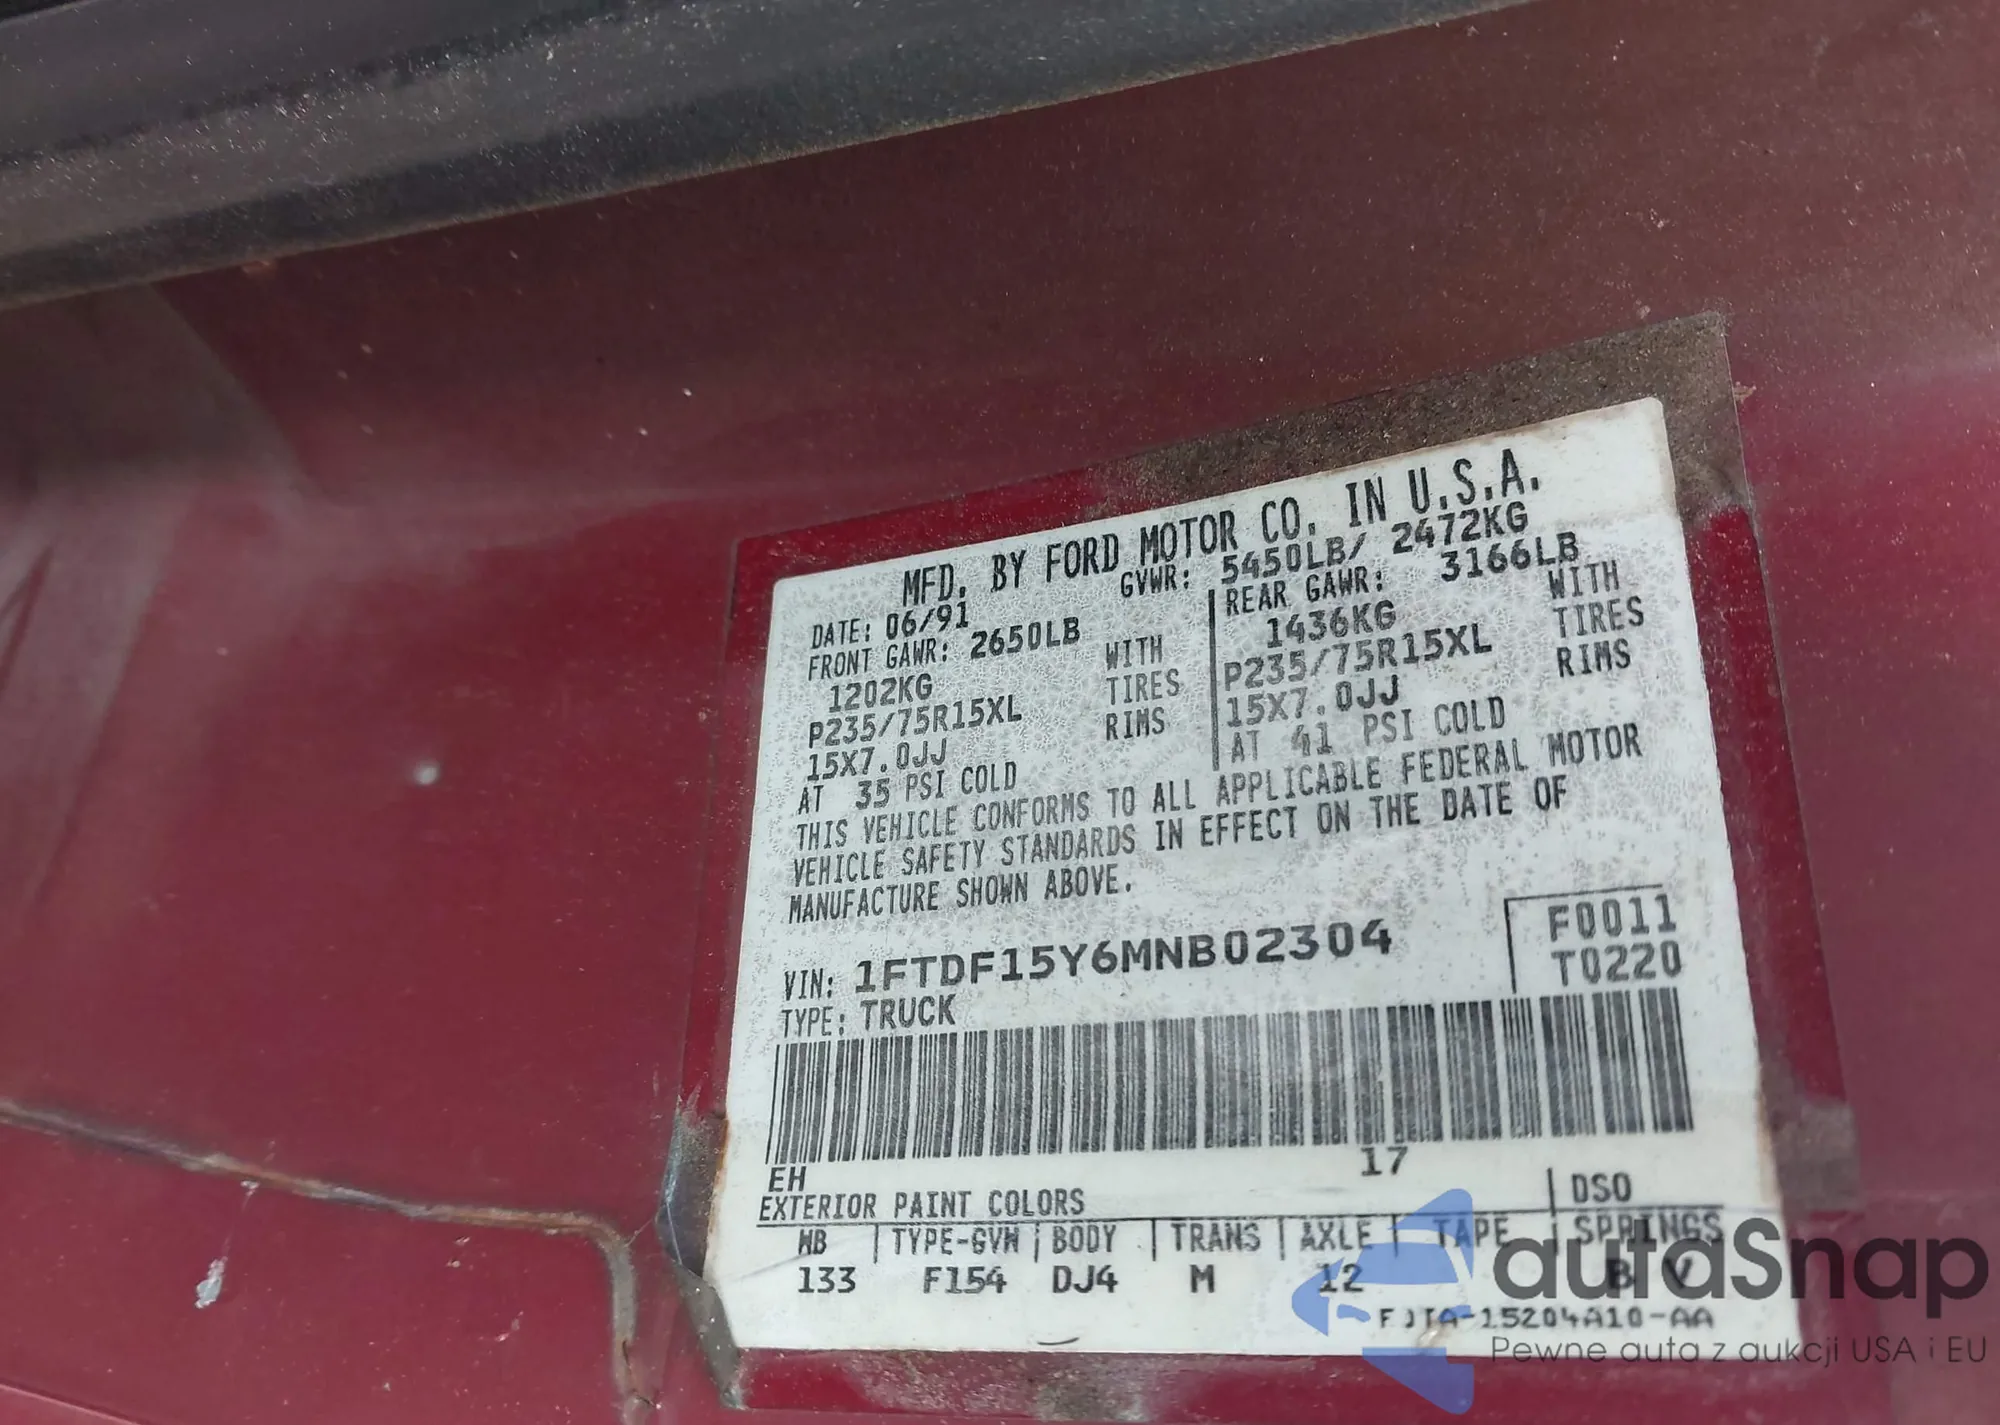 MFD. BY FORD MOTOR CO. IN U.S.A.
DATE: 06/91 GVWR: 5450LB/ 2472KG
FRONT GAWR: 2650LB REAR GAWR: 3166LB
1202KG WITH 1436KG WITH
P235/75R15XL TIRES P235/75R15XL TIRES
15X7.0JJ RIMS 15X7.0JJ RIMS
AT 35 PSI COLD AT 41 PSI COLD
THIS VEHICLE CONFORMS TO ALL APPLICABLE FEDERAL MOTOR
VEHICLE SAFETY STANDARDS IN EFFECT ON THE DATE OF
MANUFACTURE SHOWN ABOVE.
F0011
VIN: 1FTDF15Y6MNB02304 T0220
TYPE: TRUCK
EH 17
EXTERIOR PAINT COLORS DSO
WB TYPE-GVW BODY TRANS AXLE TAPE SPRINGS
133 F154 DJ4 M 12 B V
autaSnap
Pewne auta z aukcji USA i EU